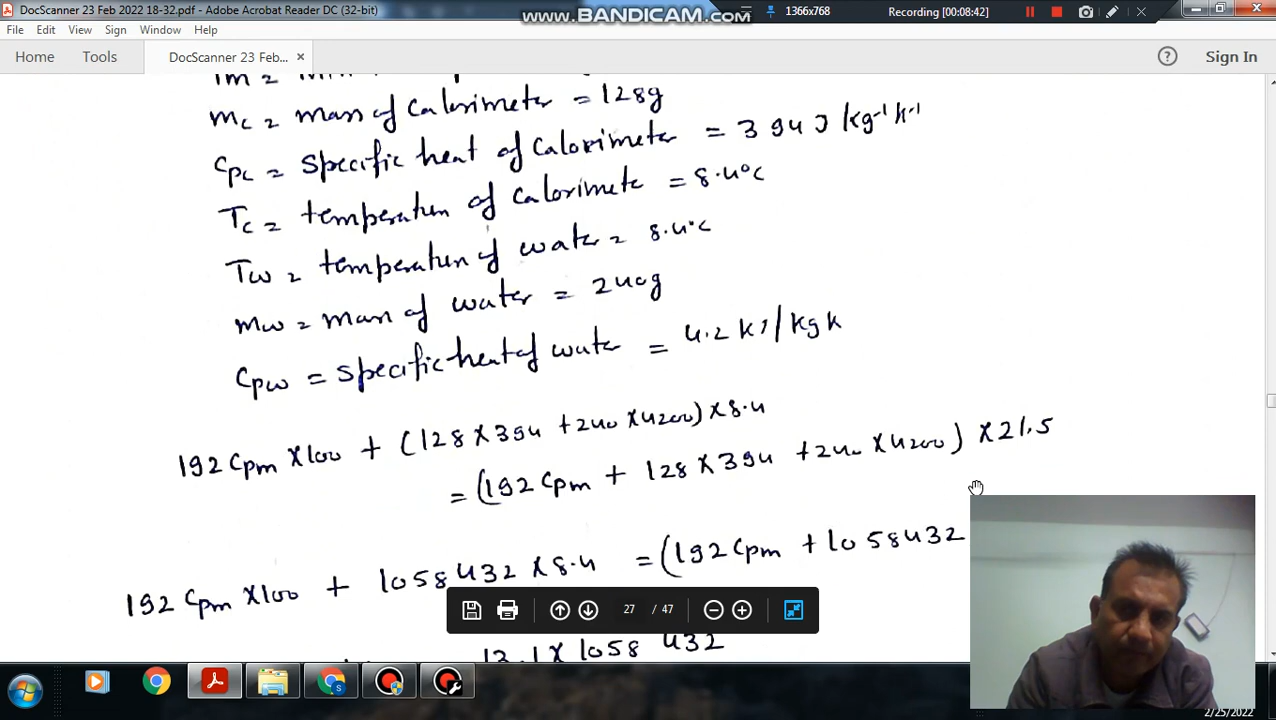 DocScanner 23 Feb 2022 18-32.pdf - Adobe Acrobat Reader DC (32-bit)
www.BANDICAM.com
1366x768
Recording [00:08:42]
File Edit View Sign Window Help
Home Tools DocScanner 23 Feb... × Sign In
Tm =
mc = mass of Calorimeter = 128g
Cpc = Specific heat of Calorimeter = 394 J kg-1 k-1
Tc = temperature of Calorimete = 8.4°C
Tw = temperature of water = 8.4°C
mw = mass of water = 240g
Cpw = Specific heat of water = 4.2 kJ/kg k
192 Cpm × 100 + (128 × 394 + 240 × 4200) × 8.4
= (192 Cpm + 128 × 394 + 240 × 4200) × 21.5
192 Cpm × 100 + 1058432 × 8.4 = (192 Cpm + 1058432
27 / 47
13.1 × 1058 432
2/25/2022